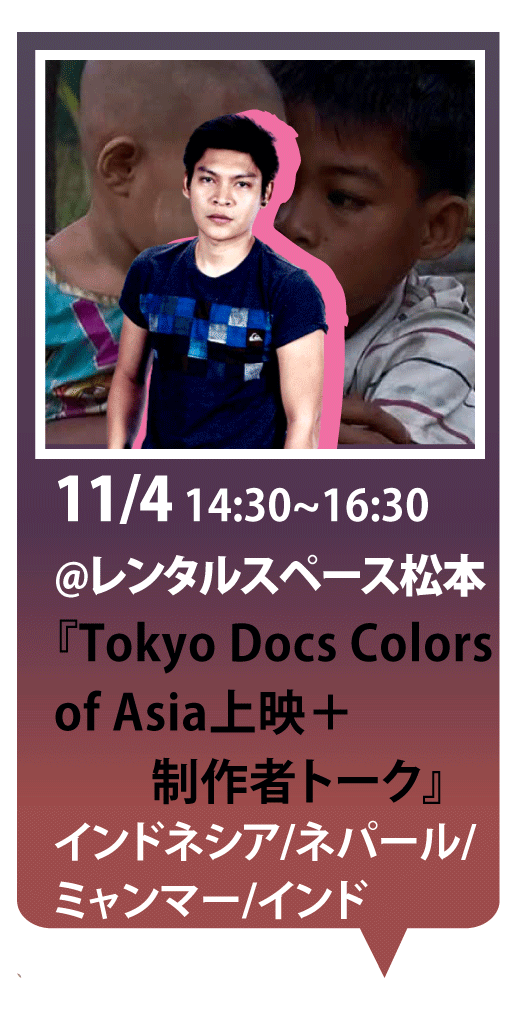 11/4 14:30~16:30
@レンタルスペース松本
『Tokyo Docs Colors
of Asia上映＋
制作者トーク』
インドネシア/ネパール/
ミャンマー/インド
、